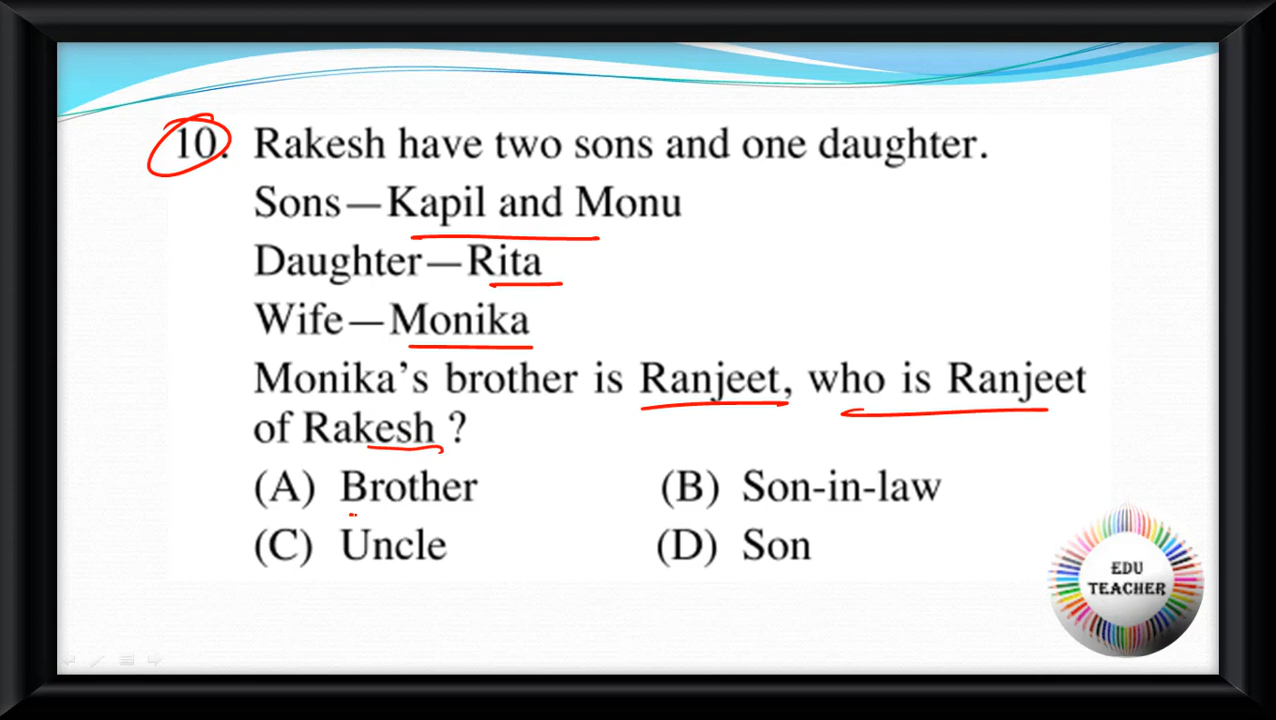 10. Rakesh have two sons and one daughter.
Sons—Kapil and Monu
Daughter—Rita
Wife—Monika
Monika’s brother is Ranjeet, who is Ranjeet
of Rakesh ?
(A) Brother (B) Son-in-law
(C) Uncle (D) Son
EDU
TEACHER